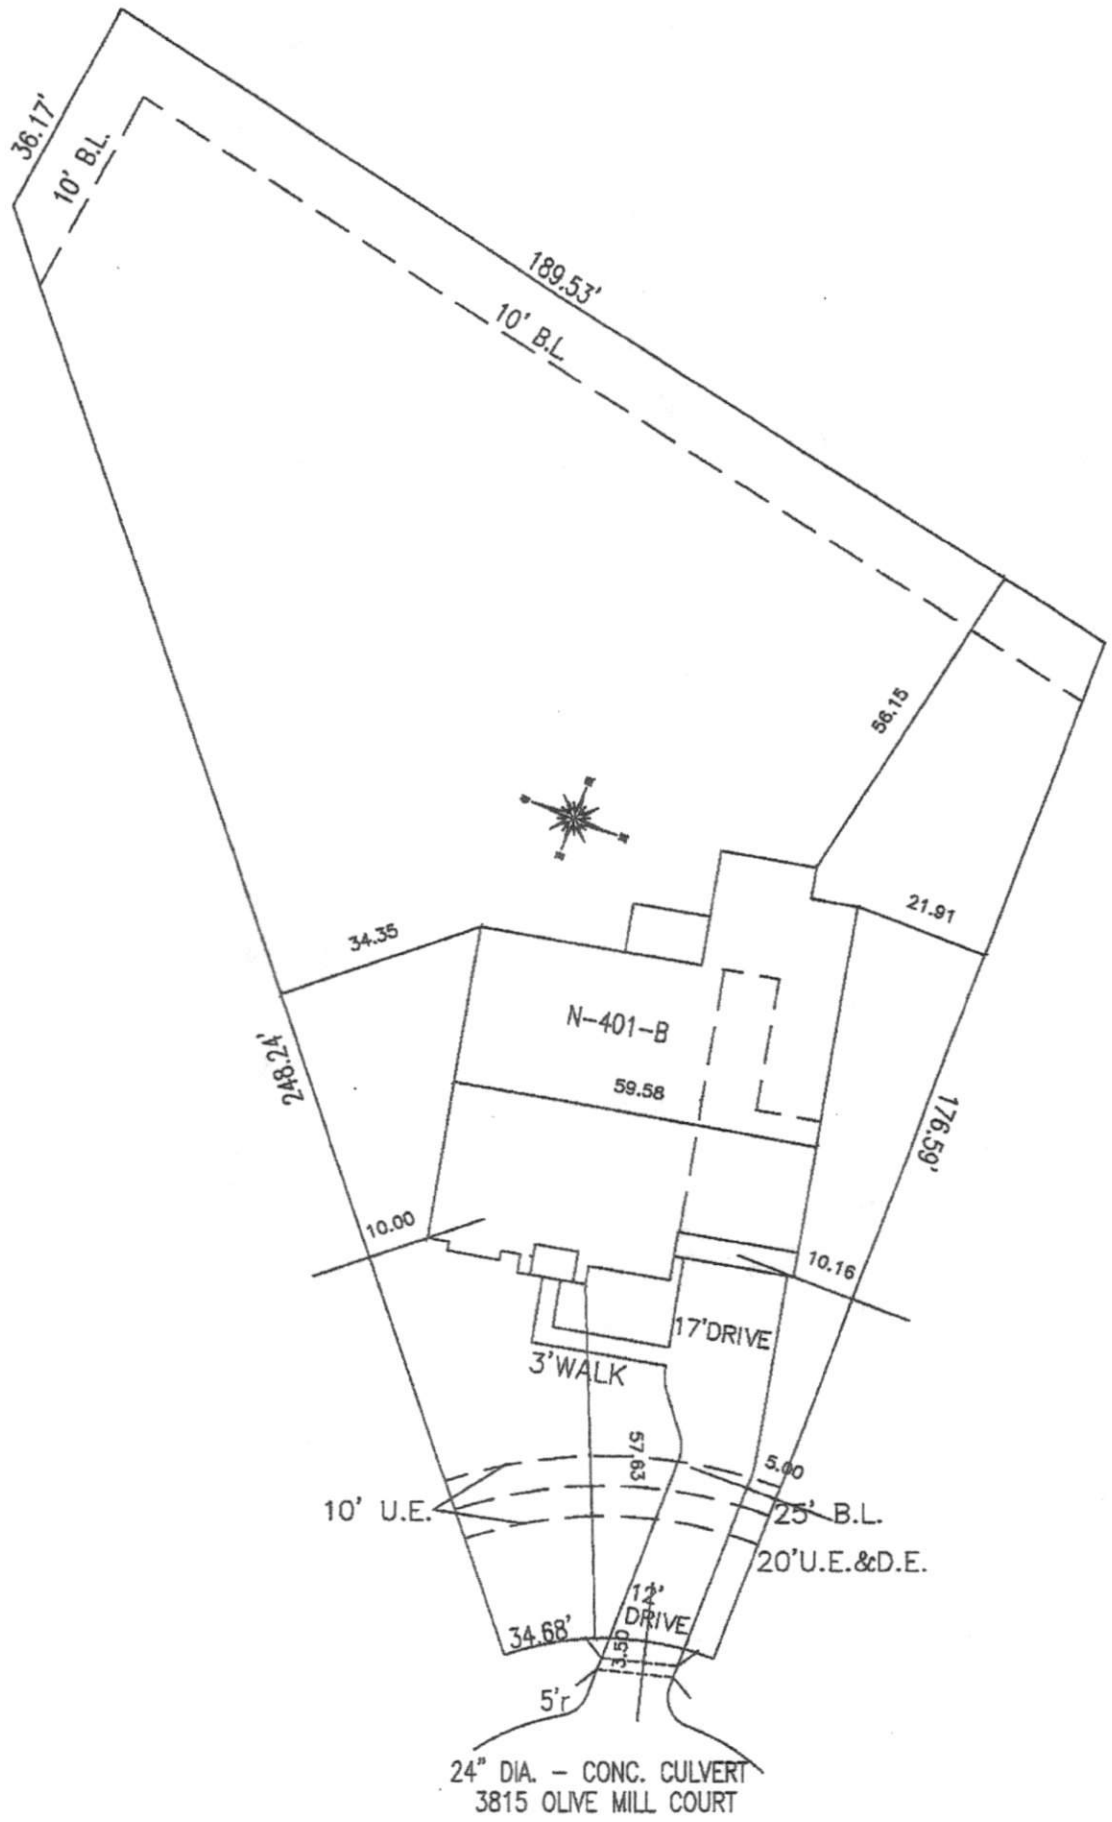 36.17'
10' B.L.
189.53'
10' B.L.
56.15
21.91
34.35
N-401-B
59.58
248.24'
176.59'
10.00
10.16
17'DRIVE
3'WALK
57.63
5.00
10' U.E.
25' B.L.
20'U.E.&D.E.
12'
DRIVE
34.68'
3.50
5'r
24" DIA. - CONC. CULVERT
3815 OLIVE MILL COURT